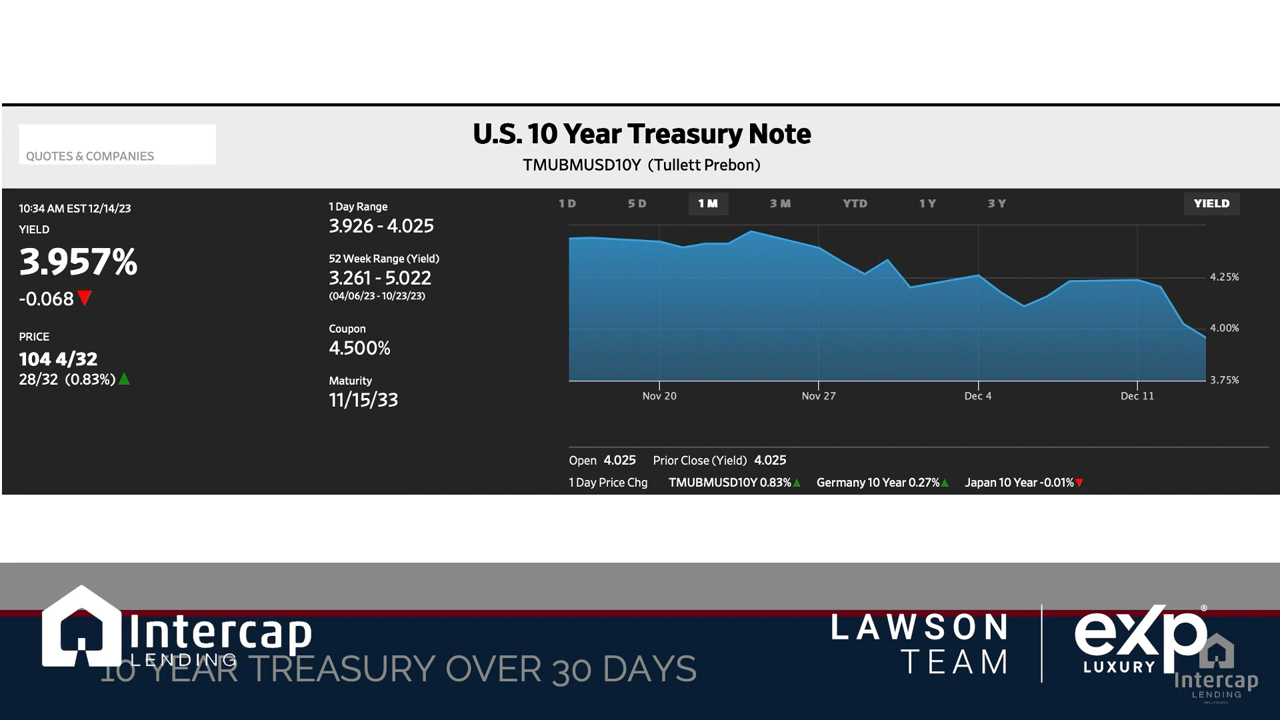 U.S. 10 Year Treasury Note
QUOTES & COMPANIES
TMUBMUSD10Y (Tullett Prebon)
10:34 AM EST 12/14/23
YIELD
3.957%
-0.068
PRICE
104 4/32
28/32 (0.83%)
1 Day Range
3.926 - 4.025
52 Week Range (Yield)
3.261 - 5.022
(04/06/23 - 10/23/23)
Coupon
4.500%
Maturity
11/15/33
1 D 5 D 1 M 3 M YTD 1 Y 3 Y YIELD
4.25%
4.00%
3.75%
Nov 20 Nov 27 Dec 4 Dec 11
Open 4.025 Prior Close (Yield) 4.025
1 Day Price Chg TMUBMUSD10Y 0.83% Germany 10 Year 0.27% Japan 10 Year -0.01%
Intercap
LENDING
10 YEAR TREASURY OVER 30 DAYS
LAWSON
TEAM
eXp
LUXURY
Intercap
LENDING